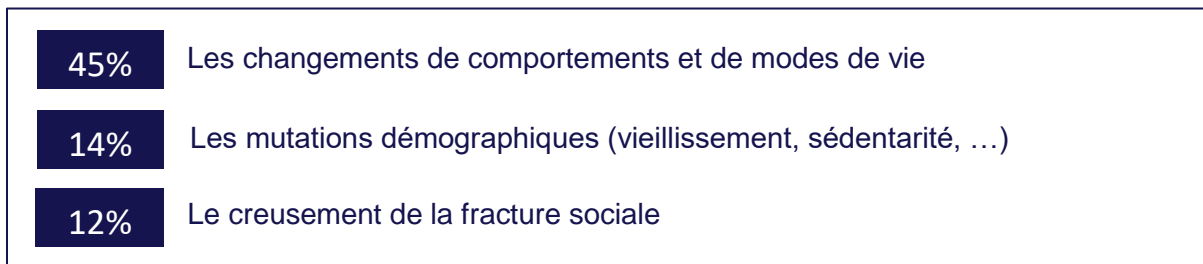 45% Les changements de comportements et de modes de vie
14% Les mutations démographiques (vieillissement, sédentarité, …)
12% Le creusement de la fracture sociale